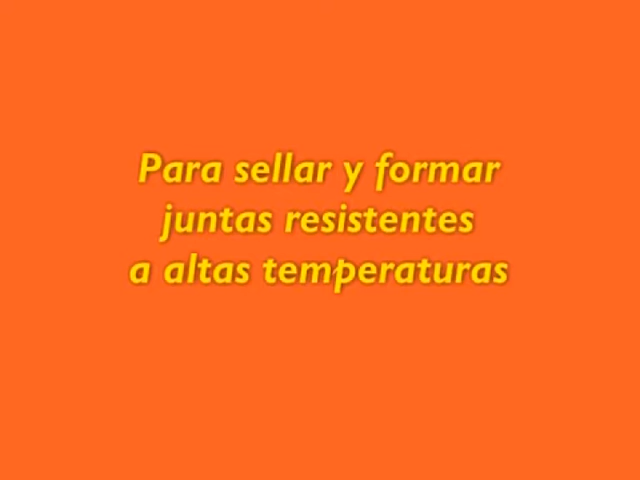 Para sellar y formar
juntas resistentes
a altas temperaturas